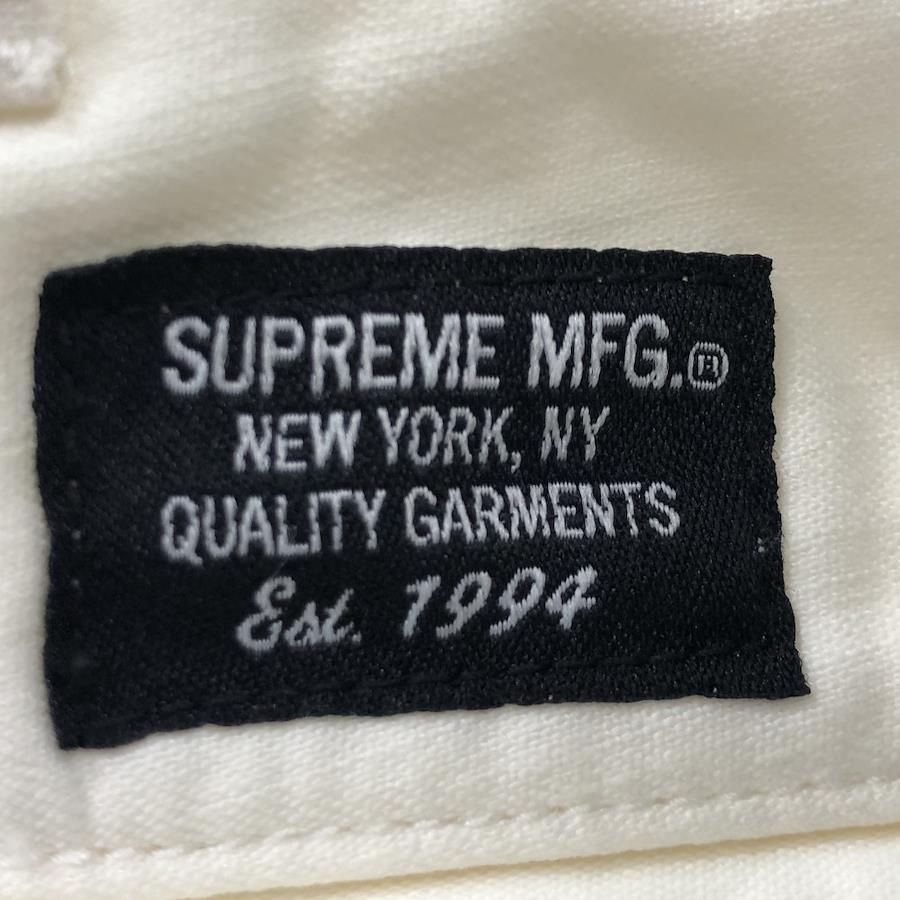 SUPREME MFG.®
NEW YORK, NY
QUALITY GARMENTS
Est. 1994